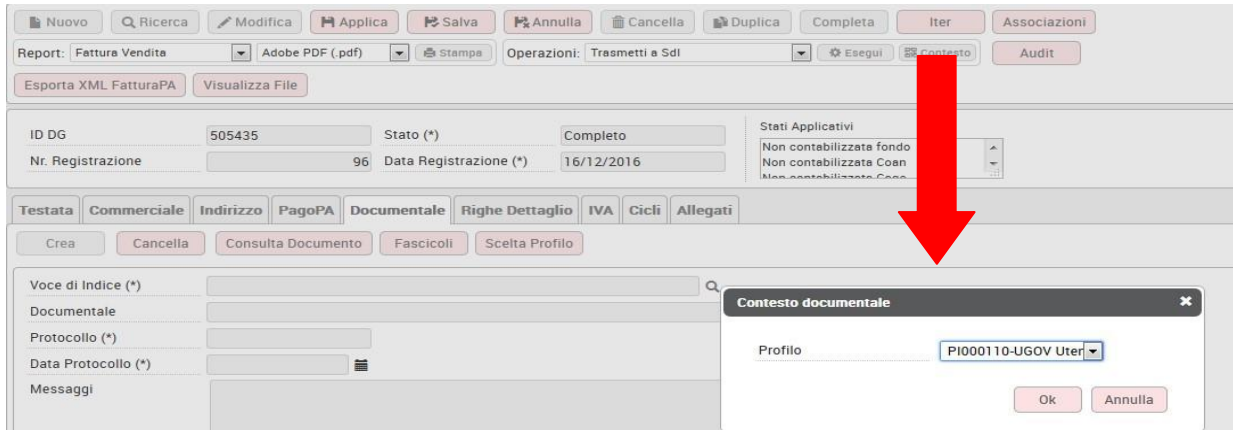 Nuovo Ricerca Modifica Applica Salva Annulla Cancella Duplica Completa Iter Associazioni
Report: Fattura Vendita Adobe PDF (.pdf) Stampa Operazioni: Trasmetti a SdI Esegui Contesto Audit
Esporta XML FatturaPA Visualizza File
ID DG 505435 Stato (*) Completo Stati Applicativi
Non contabilizzata fondo
Nr. Registrazione 96 Data Registrazione (*) 16/12/2016 Non contabilizzata Coan
Non contabilizzata Coge
Testata Commerciale Indirizzo PagoPA Documentale Righe Dettaglio IVA Cicli Allegati
Crea Cancella Consulta Documento Fascicoli Scelta Profilo
Voce di Indice (*)
Documentale
Protocollo (*)
Data Protocollo (*)
Messaggi
Contesto documentale
Profilo PI000110-UGOV Uter
Ok Annulla